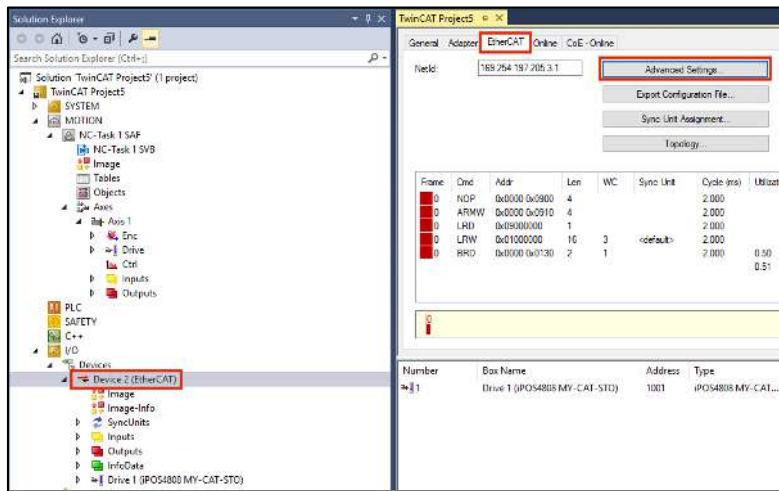 Solution Explorer
Search Solution Explorer (Ctrl+;)
Solution 'TwinCAT Project5' (1 project)
TwinCAT Project5
SYSTEM
MOTION
NC-Task 1 SAF
NC-Task 1 SVB
Image
Tables
Objects
Axes
Axis 1
Enc
Drive
Ctrl
Inputs
Outputs
PLC
SAFETY
C++
I/O
Devices
Device 2 (EtherCAT)
Image
Image-Info
SyncUnits
Inputs
Outputs
InfoData
Drive 1 (iPOS4808 MY-CAT-STO)
TwinCAT Project5
General Adapter EtherCAT Online CoE - Online
NetId: 169.254.197.205.3.1 Advanced Settings...
Export Configuration File...
Sync Unit Assignment...
Topology...
Frame Cmd Addr Len WC Sync Unit Cycle (ms) Utilizat
0 NOP 0x0000 0x0900 4 2.000
0 ARMW 0x0000 0x0910 4 2.000
0 LRD 0x09000000 1 2.000
0 LRW 0x01000000 16 3 <default> 2.000
0 BRD 0x0000 0x0130 2 1 2.000 0.50
0.51
0
Number Box Name Address Type
1 Drive 1 (iPOS4808 MY-CAT-STO) 1001 iPOS4808 MY-CAT...